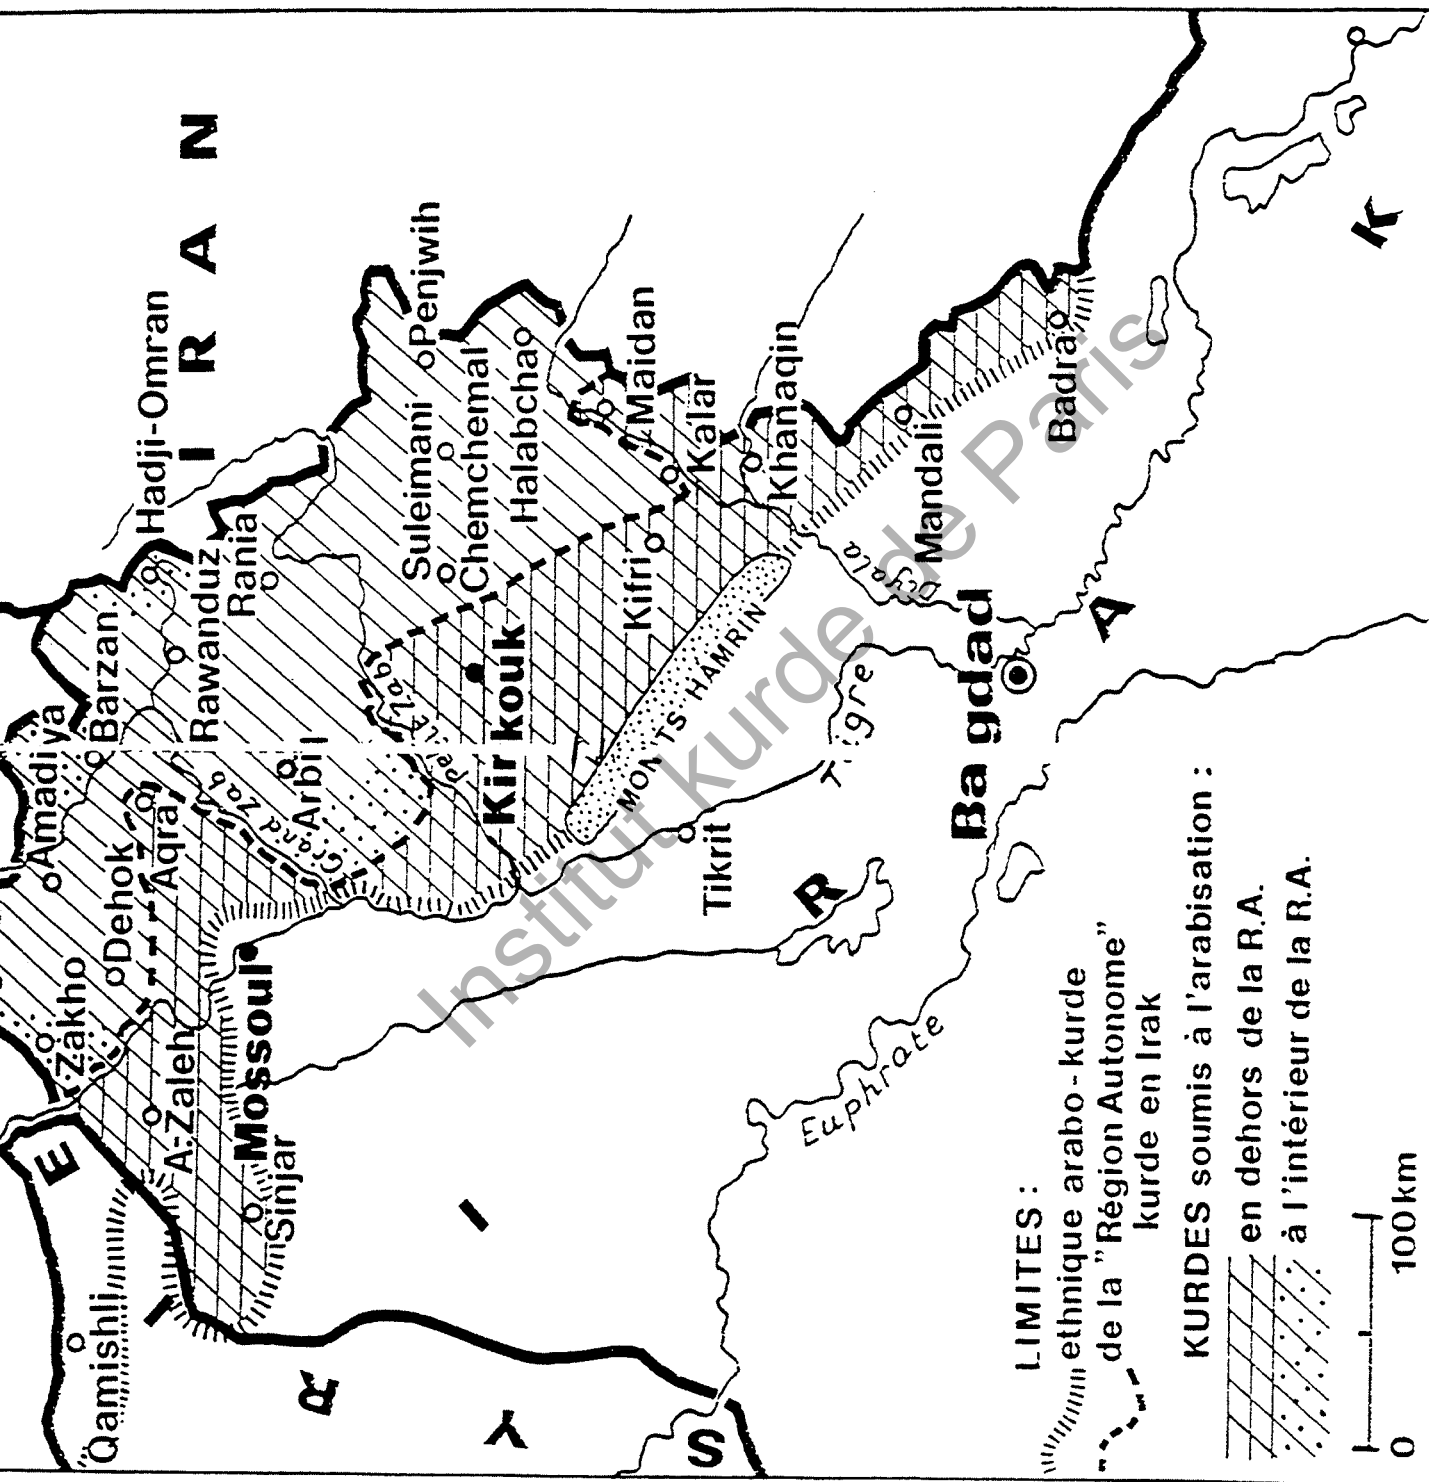 Qamishli
Zakho
Amadiya
Dehok
Barzan
Hadji-Omran
A-Zaleh
Aqra
Rawanduz
Rania
IRAN
Sinjar
Mossoul
Grand Zab
Arbil
Petit Zab
Suleimani
Penjwih
Chemchemal
Halabcha
Kirkouk
Kifri
Maidan
Kalar
Khanaqin
MONTS HAMRIN
Tikrit
Tigre
Dyala
Mandali
Badra
Bagdad
Euphrate
SYRIE
IRAK
LIMITES :
ethnique arabo-kurde
de la "Région Autonome"
kurde en Irak
KURDES soumis à l'arabisation :
en dehors de la R.A.
à l'intérieur de la R.A.
0 100km
Institut kurde de Paris